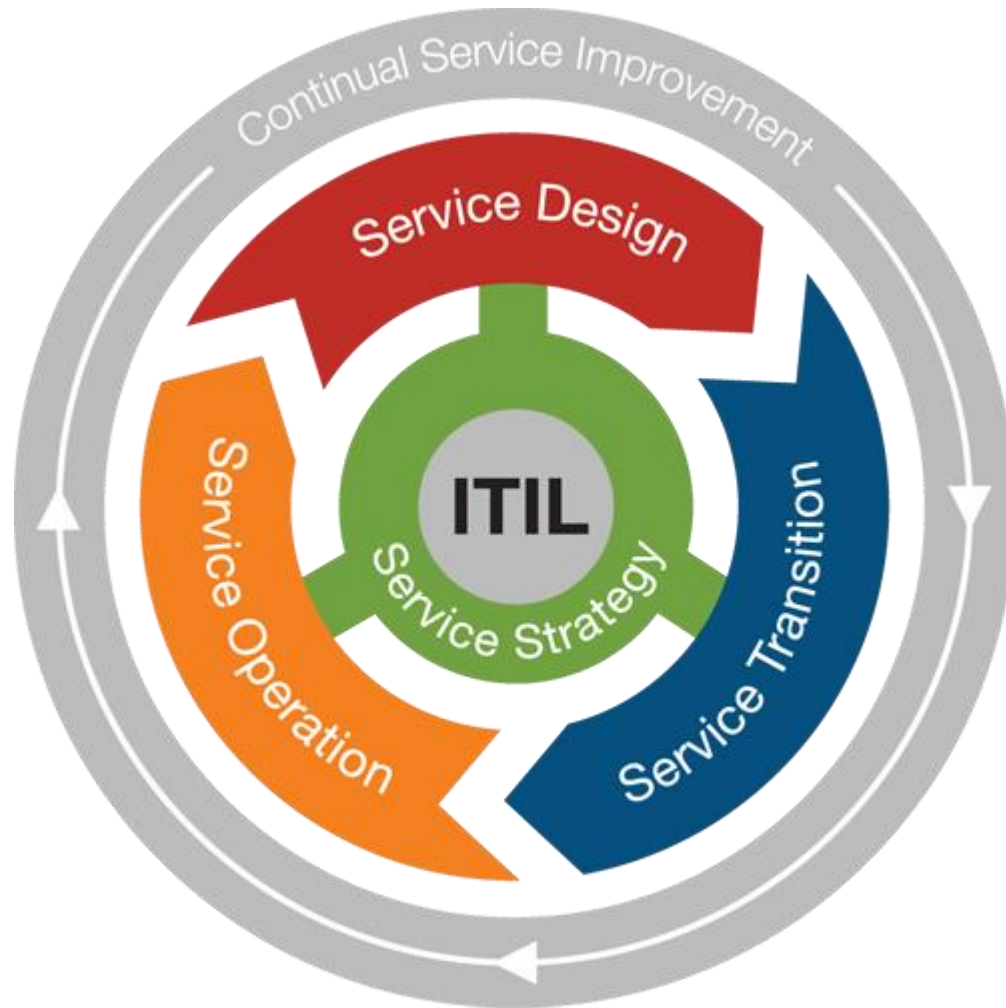 Continual Service Improvement
Service Design
Service Transition
Service Operation
Service Strategy
ITIL